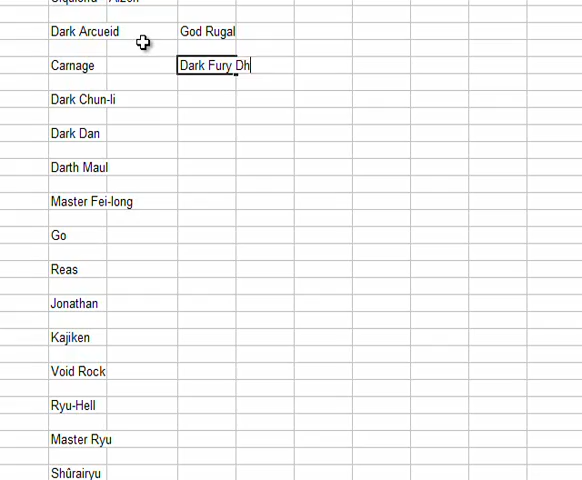 Dark Arcueid God Rugal
Carnage Dark Fury Dh
Dark Chun-li
Dark Dan
Darth Maul
Master Fei-long
Go
Reas
Jonathan
Kajiken
Void Rock
Ryu-Hell
Master Ryu
Shûrairyu